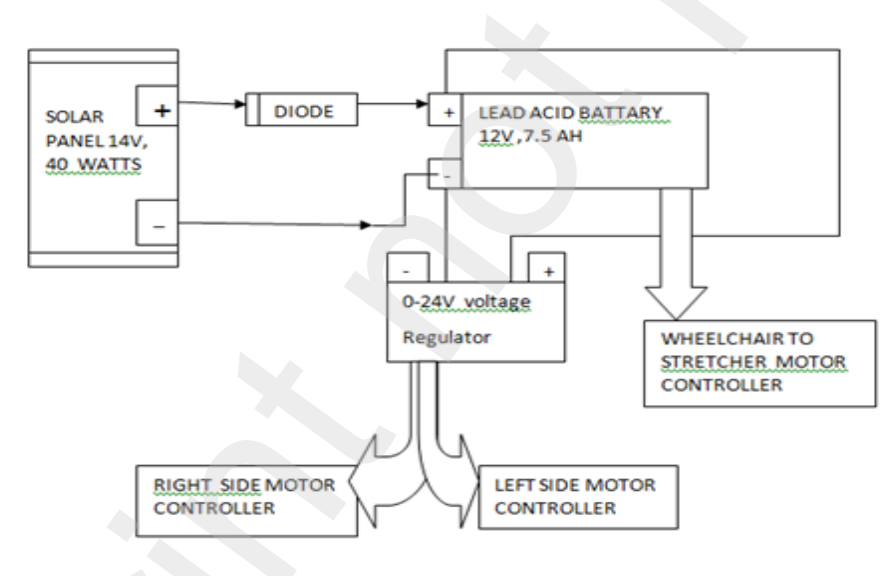 SOLAR
PANEL 14V,
40 WATTS
+
–
DIODE
+
-
LEAD ACID BATTARY
12V ,7.5 AH
-
+
0-24V voltage
Regulator
WHEELCHAIR TO
STRETCHER MOTOR
CONTROLLER
RIGHT SIDE MOTOR
CONTROLLER
LEFT SIDE MOTOR
CONTROLLER